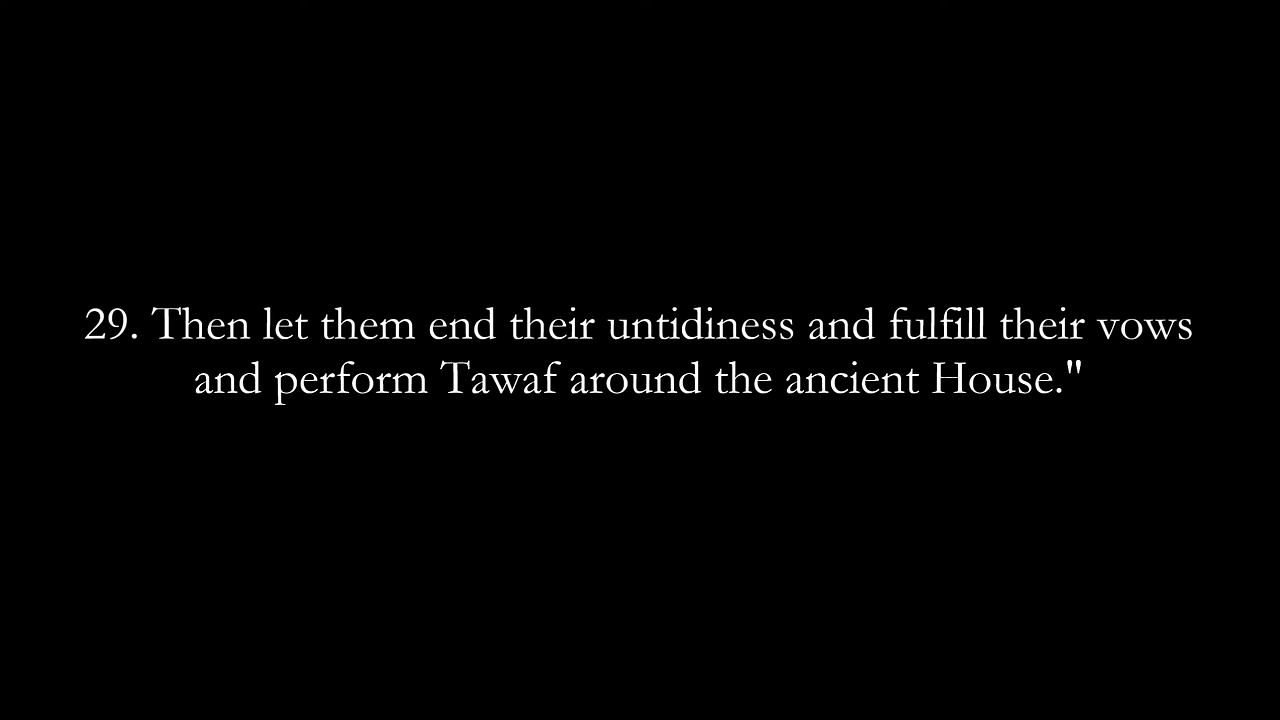 29. Then let them end their untidiness and fulfill their vows
and perform Tawaf around the ancient House."